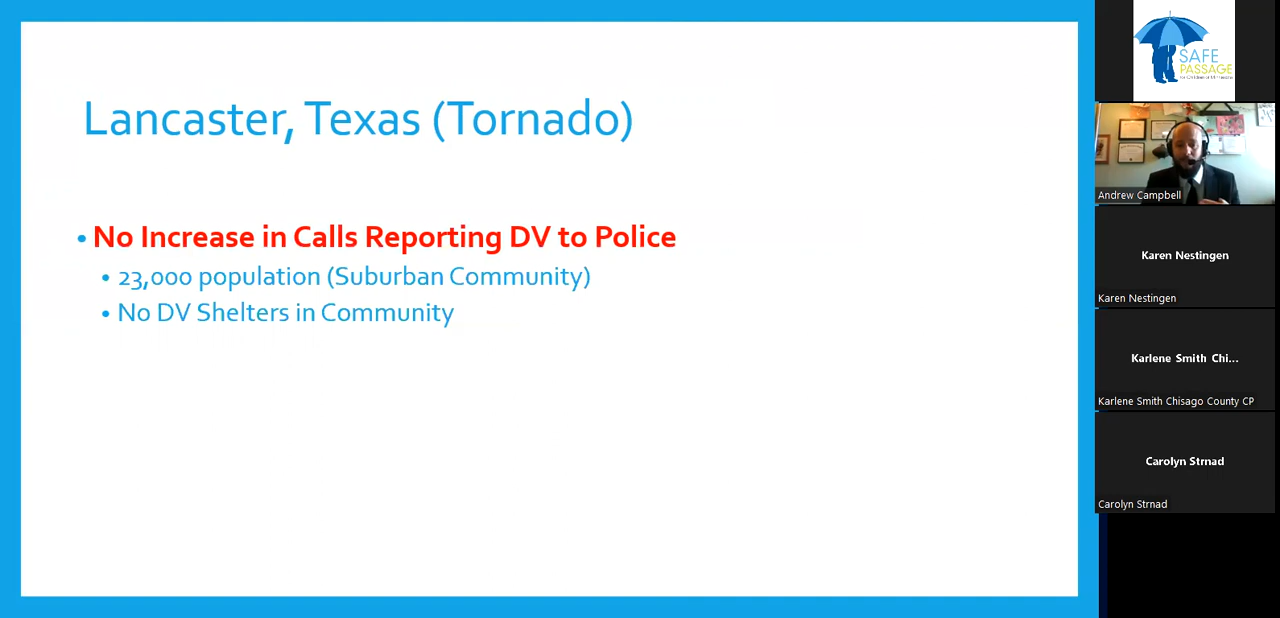 Lancaster, Texas (Tornado)
• No Increase in Calls Reporting DV to Police
• 23,000 population (Suburban Community)
• No DV Shelters in Community
SAFE
PASSAGE
Andrew Campbell
Karen Nestingen
Karen Nestingen
Karlene Smith Chi...
Karlene Smith Chisago County CP
Carolyn Strnad
Carolyn Strnad